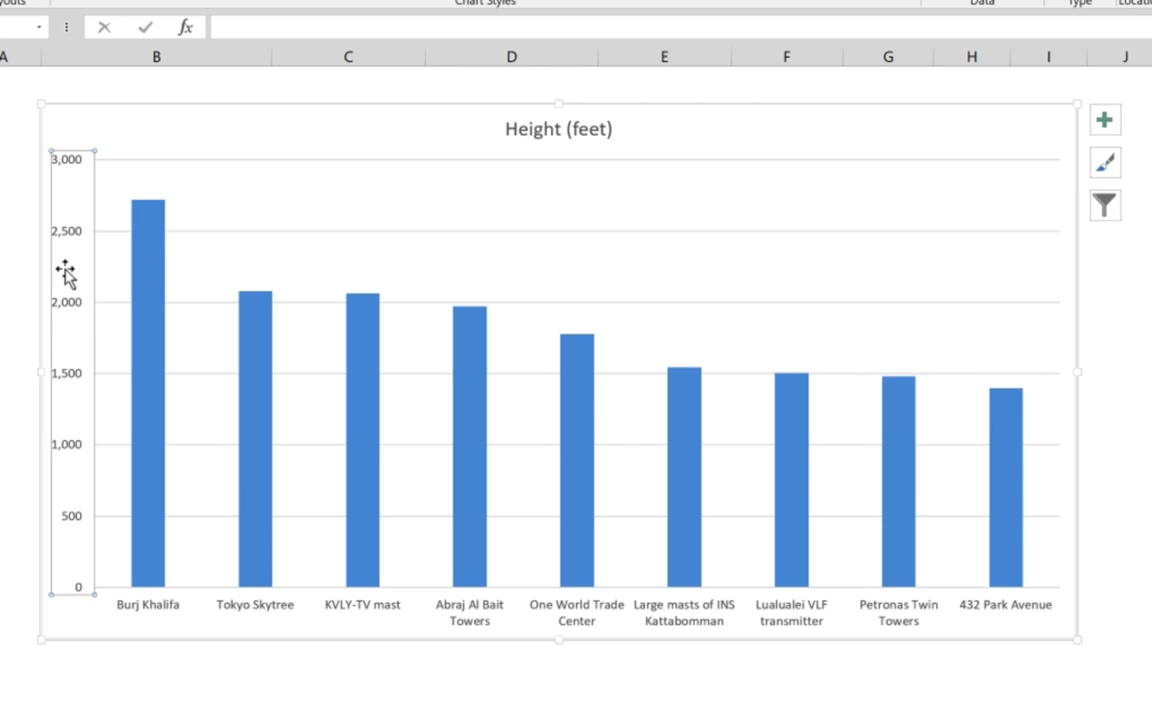 Chart Styles Data Type
fx
A B C D E F G H I J
Height (feet)
3,000
2,500
2,000
1,500
1,000
500
0
Burj Khalifa Tokyo Skytree KVLY-TV mast Abraj Al Bait One World Trade Large masts of INS Lualualei VLF Petronas Twin 432 Park Avenue
Towers Center Kattabomman transmitter Towers